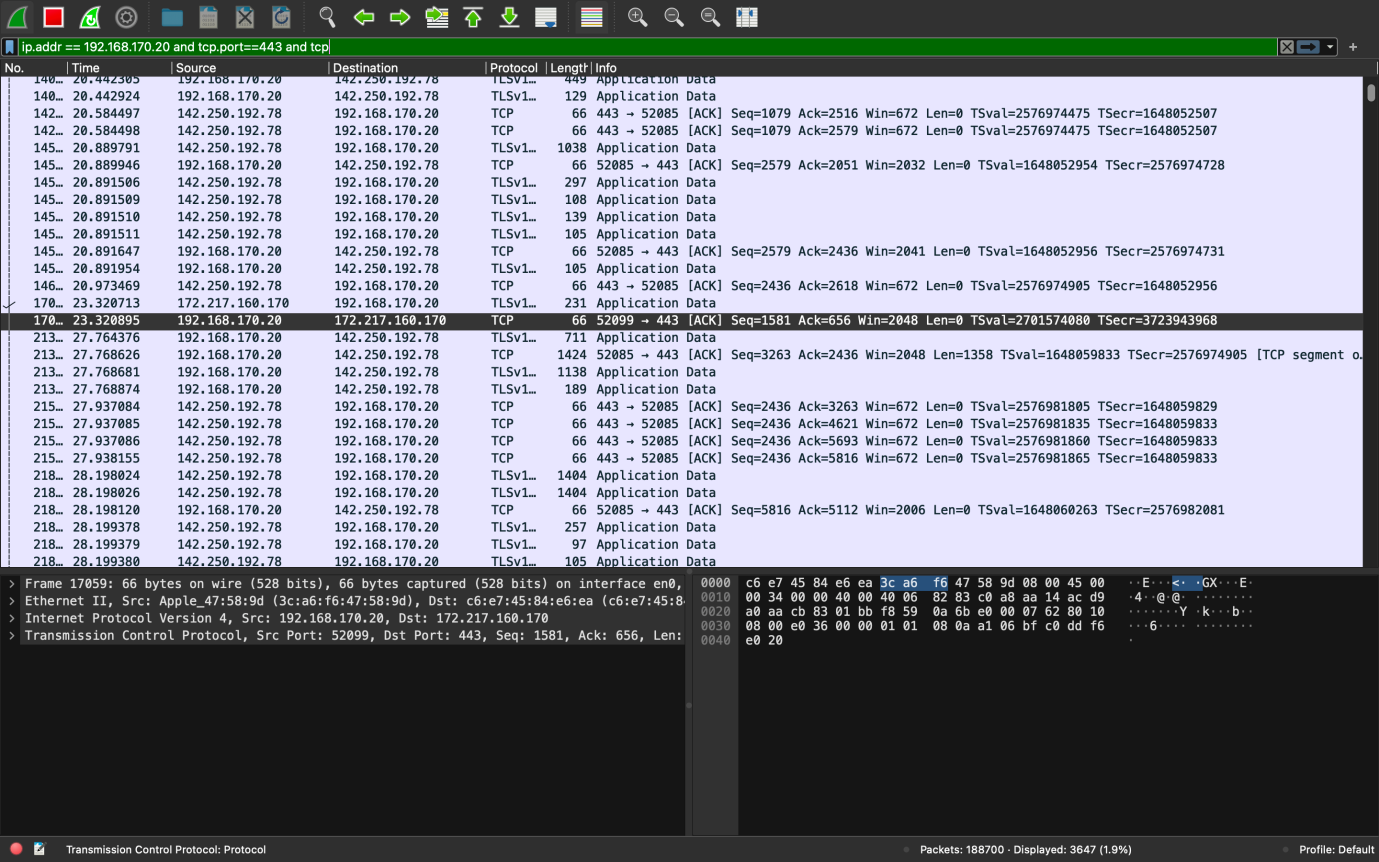 ip.addr == 192.168.170.20 and tcp.port==443 and tcp
No. Time Source Destination Protocol Length Info
140… 20.442305 192.168.170.20 142.250.192.78 TLSv1… 449 Application Data
140… 20.442924 192.168.170.20 142.250.192.78 TLSv1… 129 Application Data
142… 20.584497 142.250.192.78 192.168.170.20 TCP 66 443 → 52085 [ACK] Seq=1079 Ack=2516 Win=672 Len=0 TSval=2576974475 TSecr=1648052507
142… 20.584498 142.250.192.78 192.168.170.20 TCP 66 443 → 52085 [ACK] Seq=1079 Ack=2579 Win=672 Len=0 TSval=2576974475 TSecr=1648052507
145… 20.889791 142.250.192.78 192.168.170.20 TLSv1… 1038 Application Data
145… 20.889946 192.168.170.20 142.250.192.78 TCP 66 52085 → 443 [ACK] Seq=2579 Ack=2051 Win=2032 Len=0 TSval=1648052954 TSecr=2576974728
145… 20.891506 142.250.192.78 192.168.170.20 TLSv1… 297 Application Data
145… 20.891509 142.250.192.78 192.168.170.20 TLSv1… 108 Application Data
145… 20.891510 142.250.192.78 192.168.170.20 TLSv1… 139 Application Data
145… 20.891511 142.250.192.78 192.168.170.20 TLSv1… 105 Application Data
145… 20.891647 192.168.170.20 142.250.192.78 TCP 66 52085 → 443 [ACK] Seq=2579 Ack=2436 Win=2041 Len=0 TSval=1648052956 TSecr=2576974731
145… 20.891954 192.168.170.20 142.250.192.78 TLSv1… 105 Application Data
146… 20.973469 142.250.192.78 192.168.170.20 TCP 66 443 → 52085 [ACK] Seq=2436 Ack=2618 Win=672 Len=0 TSval=2576974905 TSecr=1648052956
170… 23.320713 172.217.160.170 192.168.170.20 TLSv1… 231 Application Data
170… 23.320895 192.168.170.20 172.217.160.170 TCP 66 52099 → 443 [ACK] Seq=1581 Ack=656 Win=2048 Len=0 TSval=2701574080 TSecr=3723943968
213… 27.764376 192.168.170.20 142.250.192.78 TLSv1… 711 Application Data
213… 27.768626 192.168.170.20 142.250.192.78 TCP 1424 52085 → 443 [ACK] Seq=3263 Ack=2436 Win=2048 Len=1358 TSval=1648059833 TSecr=2576974905 [TCP segment o…
213… 27.768681 192.168.170.20 142.250.192.78 TLSv1… 1138 Application Data
213… 27.768874 192.168.170.20 142.250.192.78 TLSv1… 189 Application Data
215… 27.937084 142.250.192.78 192.168.170.20 TCP 66 443 → 52085 [ACK] Seq=2436 Ack=3263 Win=672 Len=0 TSval=2576981805 TSecr=1648059829
215… 27.937085 142.250.192.78 192.168.170.20 TCP 66 443 → 52085 [ACK] Seq=2436 Ack=4621 Win=672 Len=0 TSval=2576981835 TSecr=1648059833
215… 27.937086 142.250.192.78 192.168.170.20 TCP 66 443 → 52085 [ACK] Seq=2436 Ack=5693 Win=672 Len=0 TSval=2576981860 TSecr=1648059833
215… 27.938155 142.250.192.78 192.168.170.20 TCP 66 443 → 52085 [ACK] Seq=2436 Ack=5816 Win=672 Len=0 TSval=2576981865 TSecr=1648059833
218… 28.198024 142.250.192.78 192.168.170.20 TLSv1… 1404 Application Data
218… 28.198026 142.250.192.78 192.168.170.20 TLSv1… 1404 Application Data
218… 28.198120 192.168.170.20 142.250.192.78 TCP 66 52085 → 443 [ACK] Seq=5816 Ack=5112 Win=2006 Len=0 TSval=1648060263 TSecr=2576982081
218… 28.199378 142.250.192.78 192.168.170.20 TLSv1… 257 Application Data
218… 28.199379 142.250.192.78 192.168.170.20 TLSv1… 97 Application Data
218… 28.199380 142.250.192.78 192.168.170.20 TLSv1… 105 Application Data
> Frame 17059: 66 bytes on wire (528 bits), 66 bytes captured (528 bits) on interface en0,
> Ethernet II, Src: Apple_47:58:9d (3c:a6:f6:47:58:9d), Dst: c6:e7:45:84:e6:ea (c6:e7:45:84
> Internet Protocol Version 4, Src: 192.168.170.20, Dst: 172.217.160.170
> Transmission Control Protocol, Src Port: 52099, Dst Port: 443, Seq: 1581, Ack: 656, Len:
0000 c6 e7 45 84 e6 ea 3c a6 f6 47 58 9d 08 00 45 00 ··E···<··GX···E·
0010 00 34 00 00 40 00 40 06 82 83 c0 a8 aa 14 ac d9 ·4··@·@·········
0020 a0 aa cb 83 01 bb f8 59 0a 6b e0 00 07 62 80 10 ·······Y·k···b··
0030 08 00 e0 36 00 00 01 01 08 0a a1 06 bf c0 dd f6 ···6············
0040 e0 20 ·
Transmission Control Protocol: Protocol
Packets: 188700 · Displayed: 3647 (1.9%)
Profile: Default